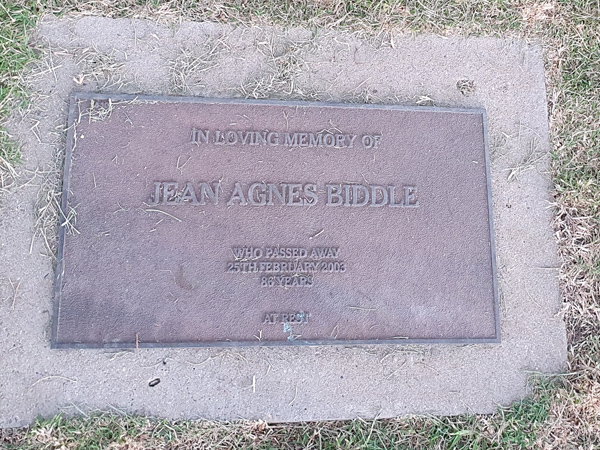 IN LOVING MEMORY OF
JEAN AGNES BIDDLE
WHO PASSED AWAY
25TH FEBRUARY 2003
86 YEARS
AT REST